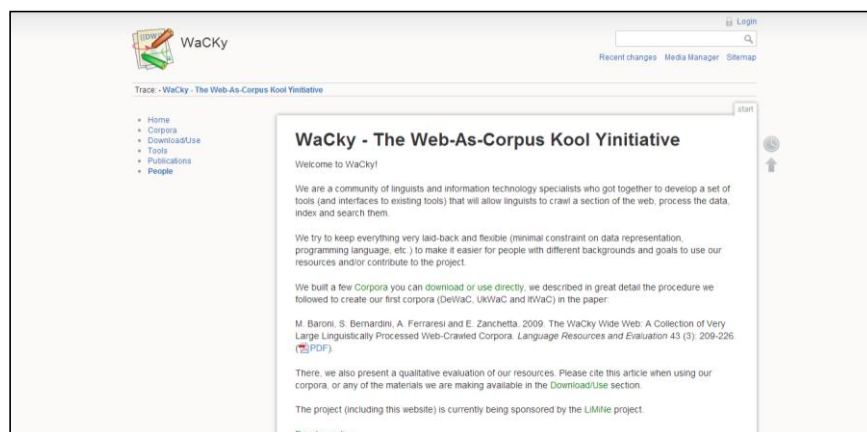 Login
WaCKy
Recent changes Media Manager Sitemap
Trace: • WaCky - The Web-As-Corpus Kool Yinitiative
start
Home
Corpora
Download/Use
Tools
Publications
People
WaCky - The Web-As-Corpus Kool Yinitiative
Welcome to WaCky!
We are a community of linguists and information technology specialists who got together to develop a set of
tools (and interfaces to existing tools) that will allow linguists to crawl a section of the web, process the data,
index and search them.
We try to keep everything very laid-back and flexible (minimal constraint on data representation,
programming language, etc.) to make it easier for people with different backgrounds and goals to use our
resources and/or contribute to the project.
We built a few Corpora you can download or use directly, we described in great detail the procedure we
followed to create our first corpora (DeWaC, UkWaC and ItWaC) in the paper:
M. Baroni, S. Bernardini, A. Ferraresi and E. Zanchetta. 2009. The WaCky Wide Web: A Collection of Very
Large Linguistically Processed Web-Crawled Corpora. Language Resources and Evaluation 43 (3): 209-226.
(PDF).
There, we also present a qualitative evaluation of our resources. Please cite this article when using our
corpora, or any of the materials we are making available in the Download/Use section.
The project (including this website) is currently being sponsored by the LiMiNe project.